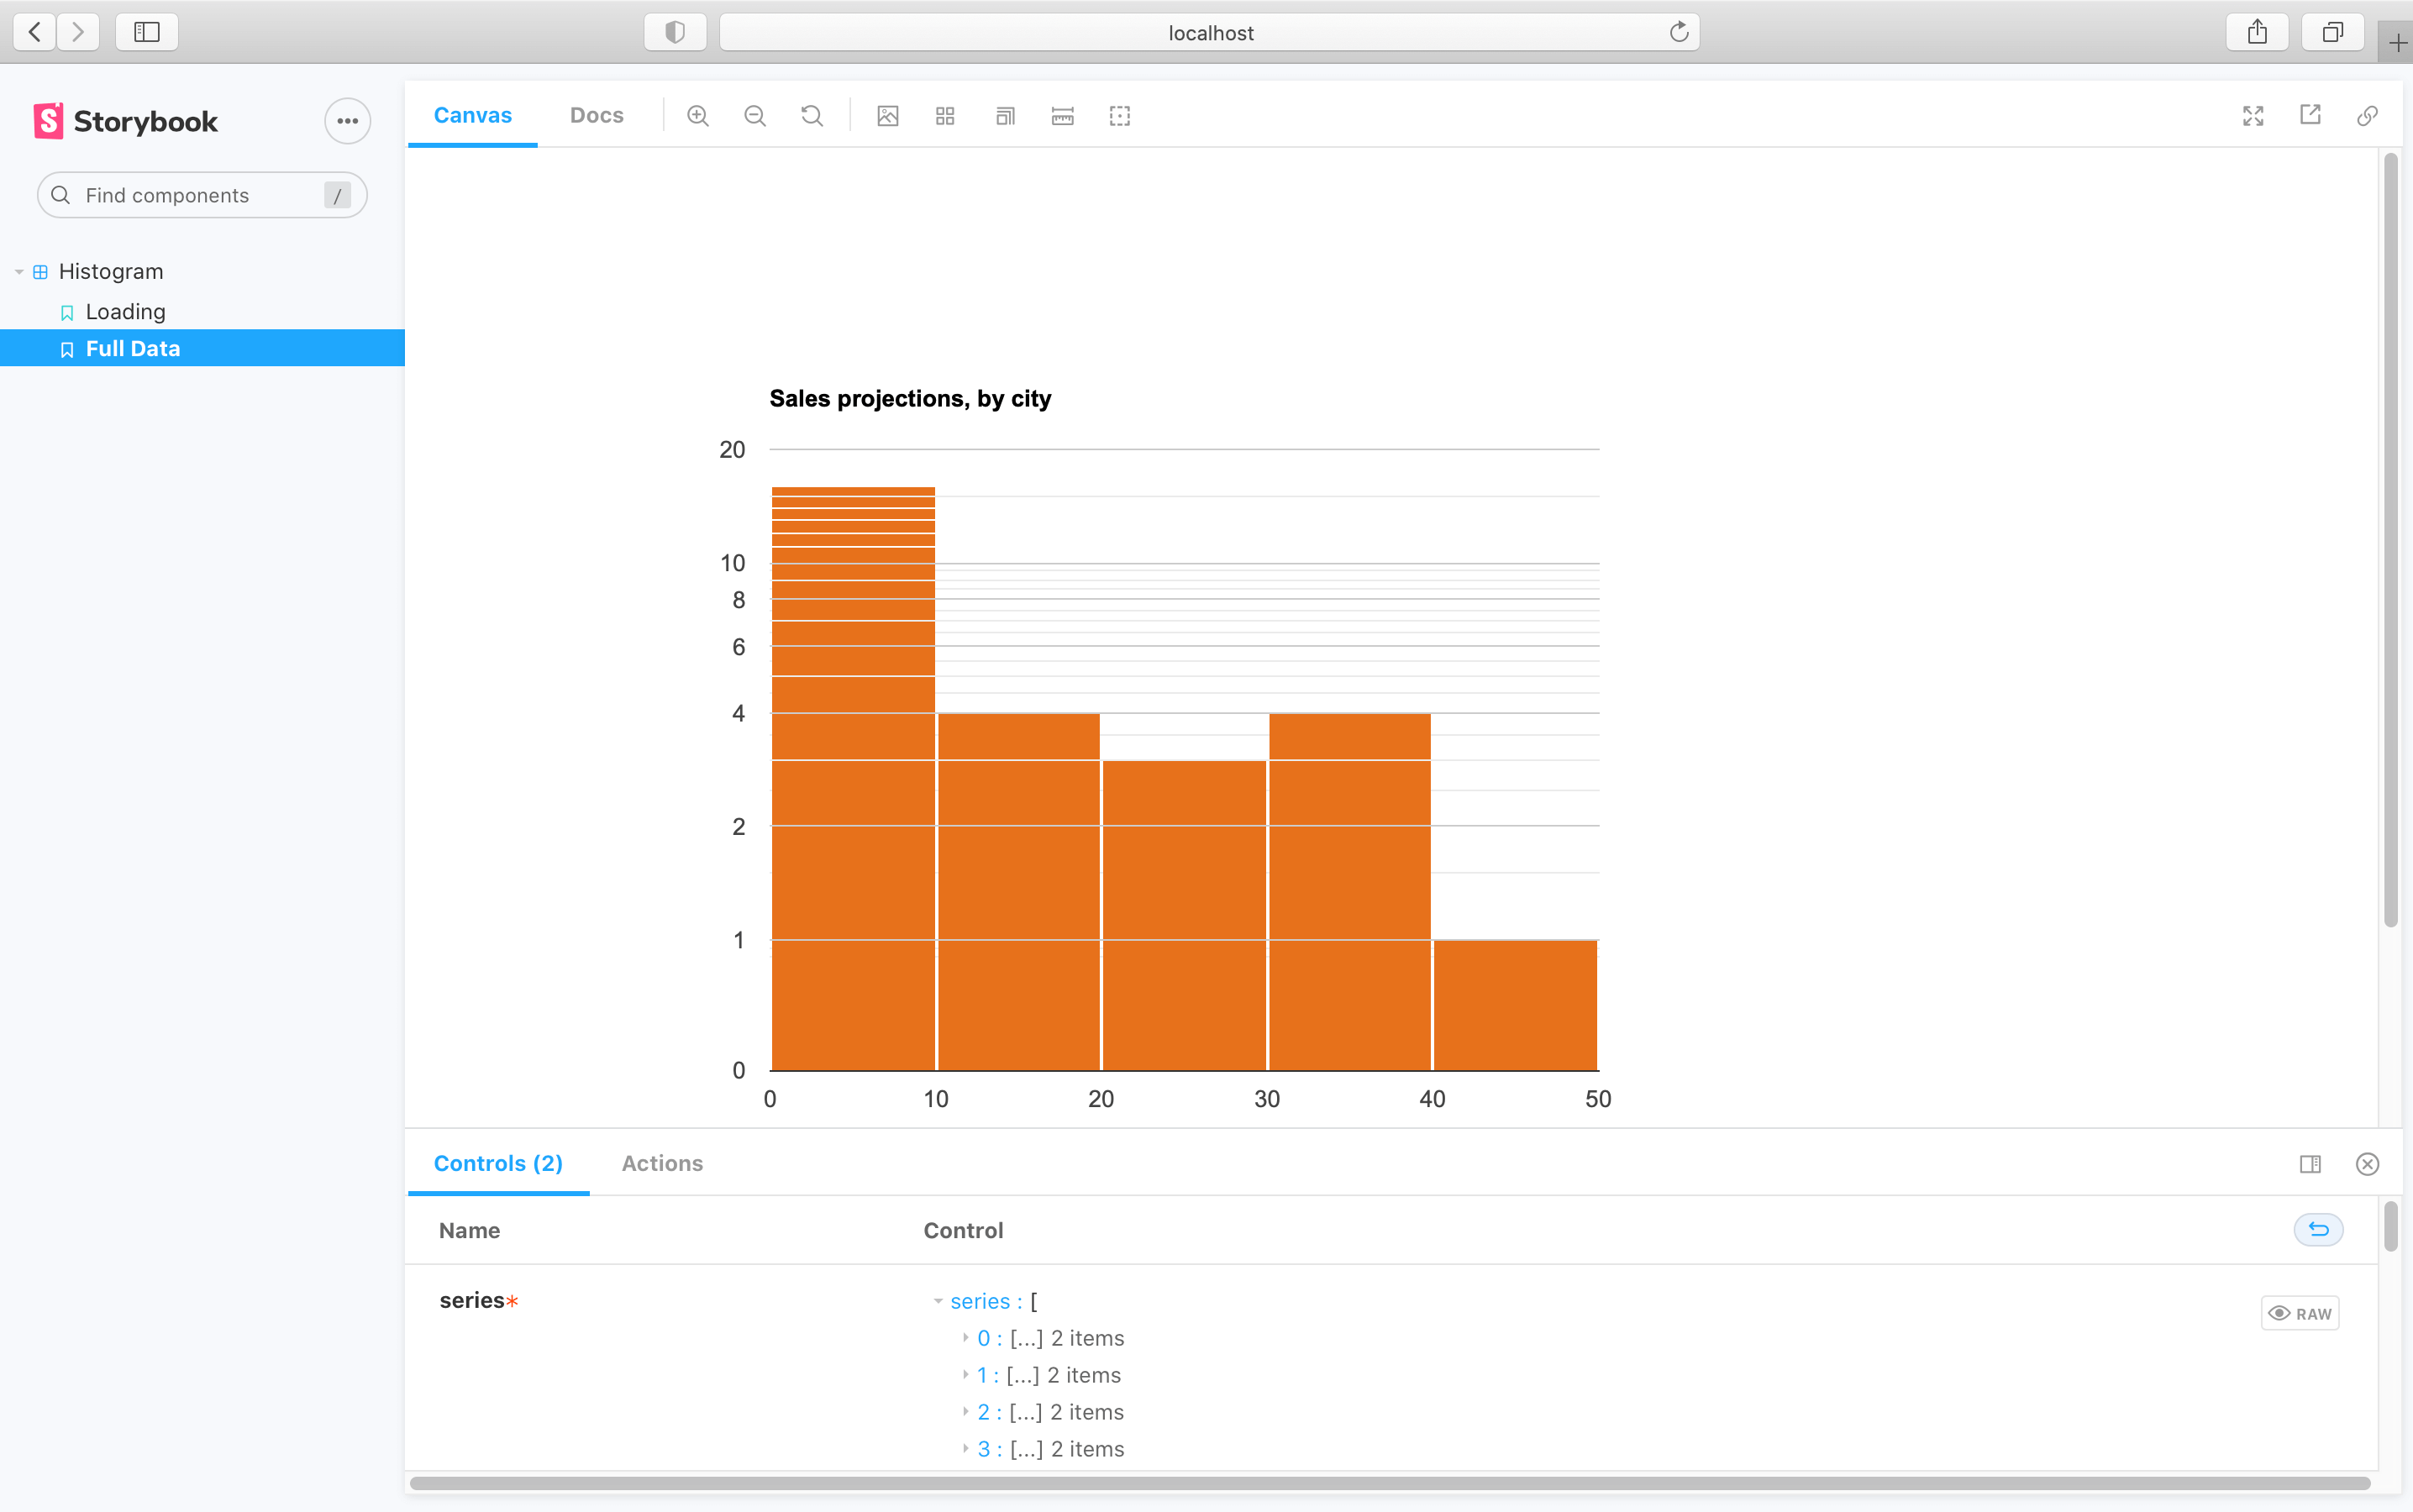 localhost
Storybook
Find components /
Histogram
Loading
Full Data
Canvas Docs
Sales projections, by city
20
10
8
6
4
2
1
0
0 10 20 30 40 50
Controls (2) Actions
Name Control
series* series : [
RAW
0 : [...] 2 items
1 : [...] 2 items
2 : [...] 2 items
3 : [...] 2 items